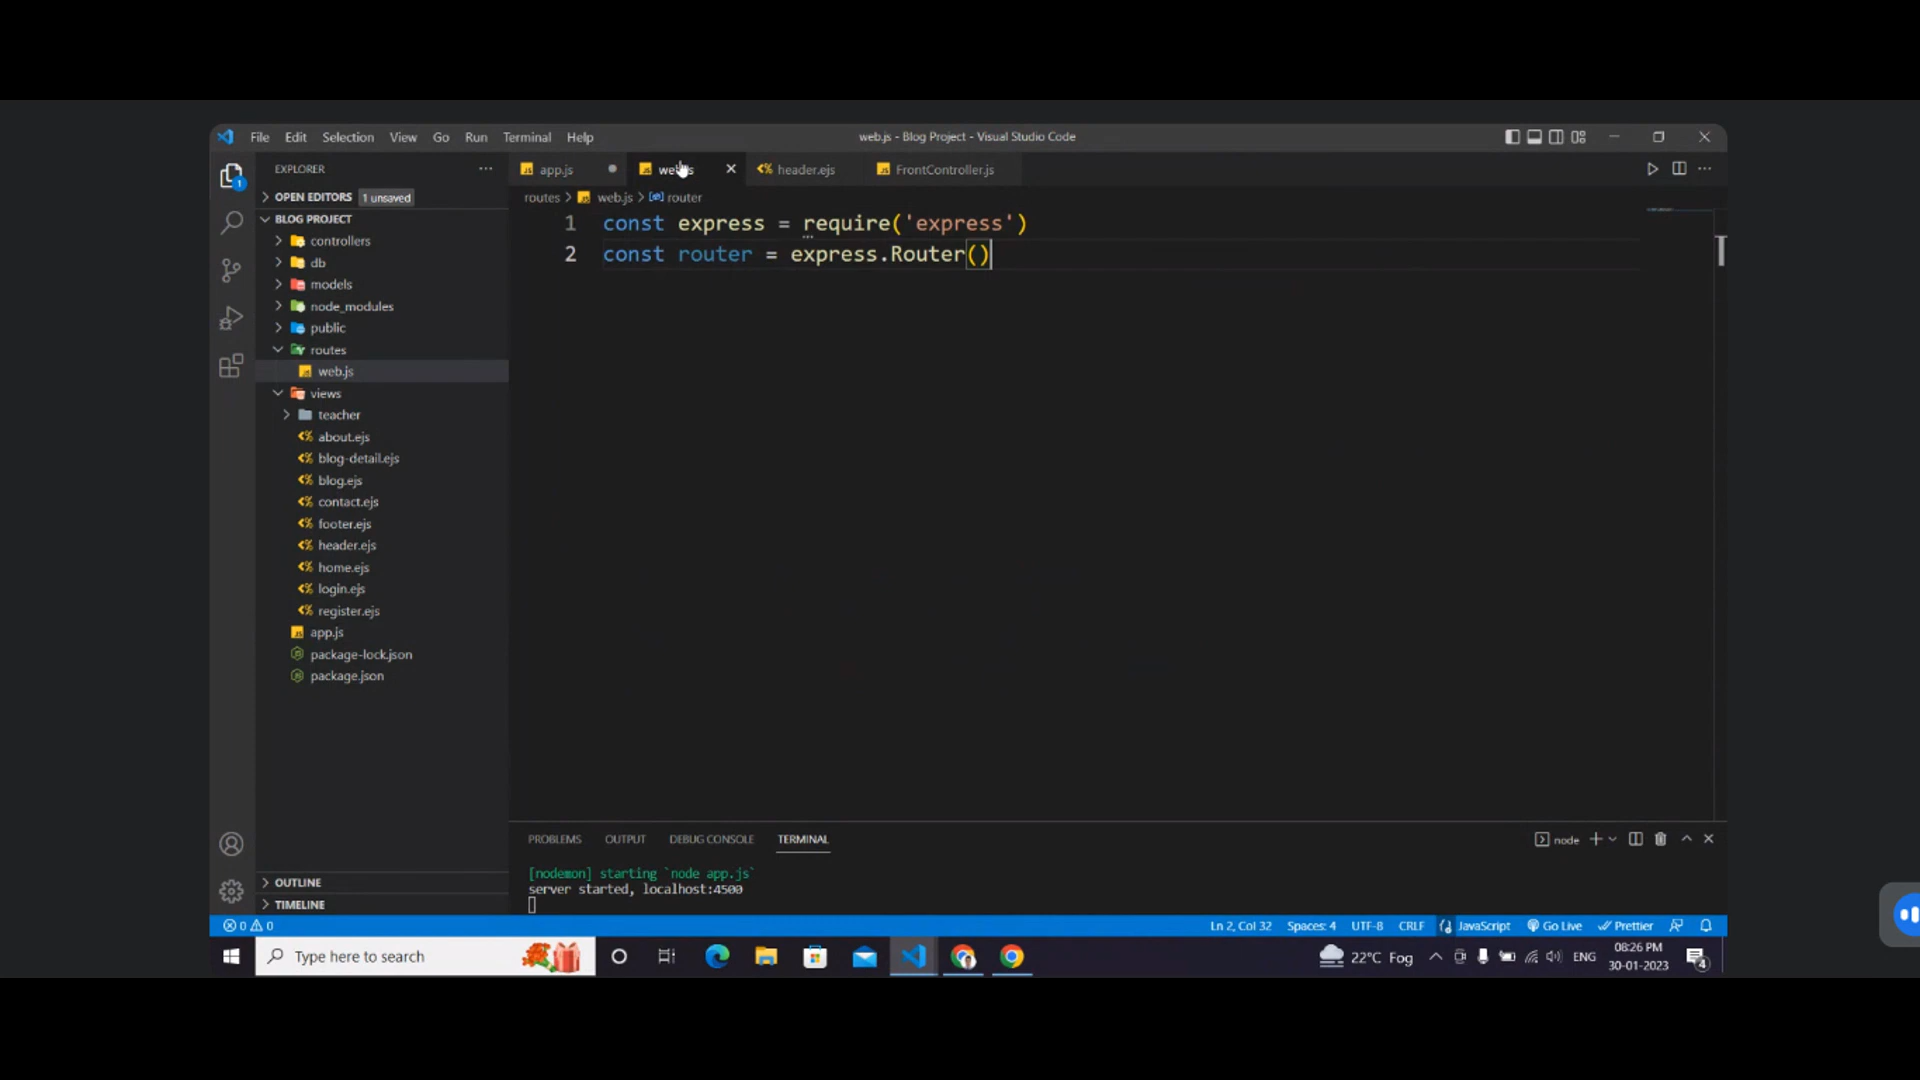 File Edit Selection View Go Run Terminal Help
web.js - Blog Project - Visual Studio Code
EXPLORER
app.js
web.js
header.ejs
FrontController.js
OPEN EDITORS 1 unsaved
routes > web.js > router
BLOG PROJECT
1 const express = require('express')
2 const router = express.Router()
controllers
db
models
node_modules
public
routes
web.js
views
teacher
about.ejs
blog-detail.ejs
blog.ejs
contact.ejs
footer.ejs
header.ejs
home.ejs
login.ejs
register.ejs
app.js
package-lock.json
package.json
PROBLEMS OUTPUT DEBUG CONSOLE TERMINAL
node
[nodemon] starting `node app.js`
server started, localhost:4500
OUTLINE
TIMELINE
0 0
Ln 2, Col 32 Spaces: 4 UTF-8 CRLF JavaScript Go Live Prettier
Type here to search
22°C Fog
ENG
08:26 PM
30-01-2023
4